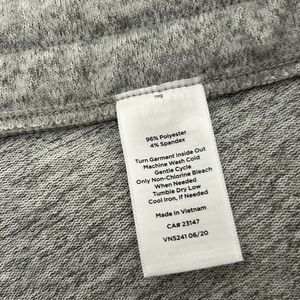 96% Polyester
4% Spandex
Turn Garment Inside Out
Machine Wash Cold
Gentle Cycle
Only Non-Chlorine Bleach
When Needed
Tumble Dry Low
Cool Iron, if Needed
Made in Vietnam
CA# 23147
VN5241 06/20